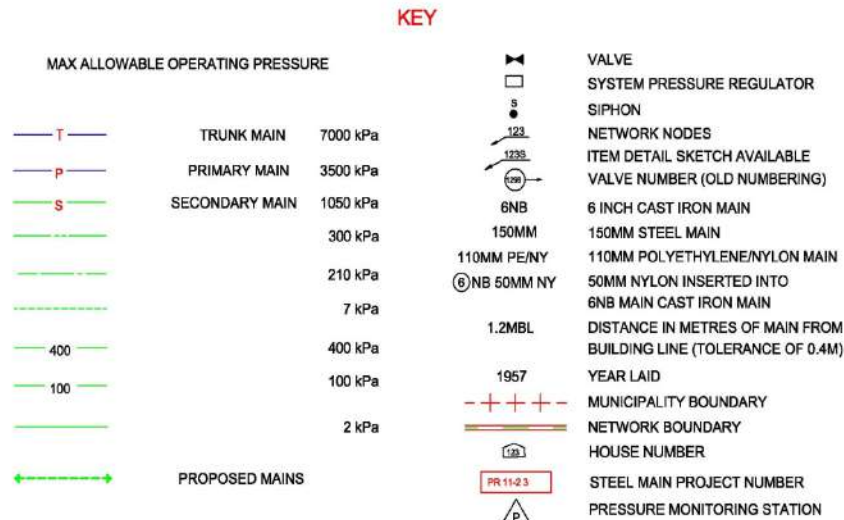 KEY
MAX ALLOWABLE OPERATING PRESSURE
T TRUNK MAIN 7000 kPa
P PRIMARY MAIN 3500 kPa
S SECONDARY MAIN 1050 kPa
300 kPa
210 kPa
7 kPa
400 400 kPa
100 100 kPa
2 kPa
PROPOSED MAINS
VALVE
SYSTEM PRESSURE REGULATOR
S SIPHON
123 NETWORK NODES
123S ITEM DETAIL SKETCH AVAILABLE
1298 VALVE NUMBER (OLD NUMBERING)
6NB 6 INCH CAST IRON MAIN
150MM 150MM STEEL MAIN
110MM PE/NY 110MM POLYETHYLENE/NYLON MAIN
6 NB 50MM NY 50MM NYLON INSERTED INTO
6NB MAIN CAST IRON MAIN
1.2MBL DISTANCE IN METRES OF MAIN FROM
BUILDING LINE (TOLERANCE OF 0.4M)
1957 YEAR LAID
MUNICIPALITY BOUNDARY
NETWORK BOUNDARY
123 HOUSE NUMBER
PR 11-23 STEEL MAIN PROJECT NUMBER
P PRESSURE MONITORING STATION